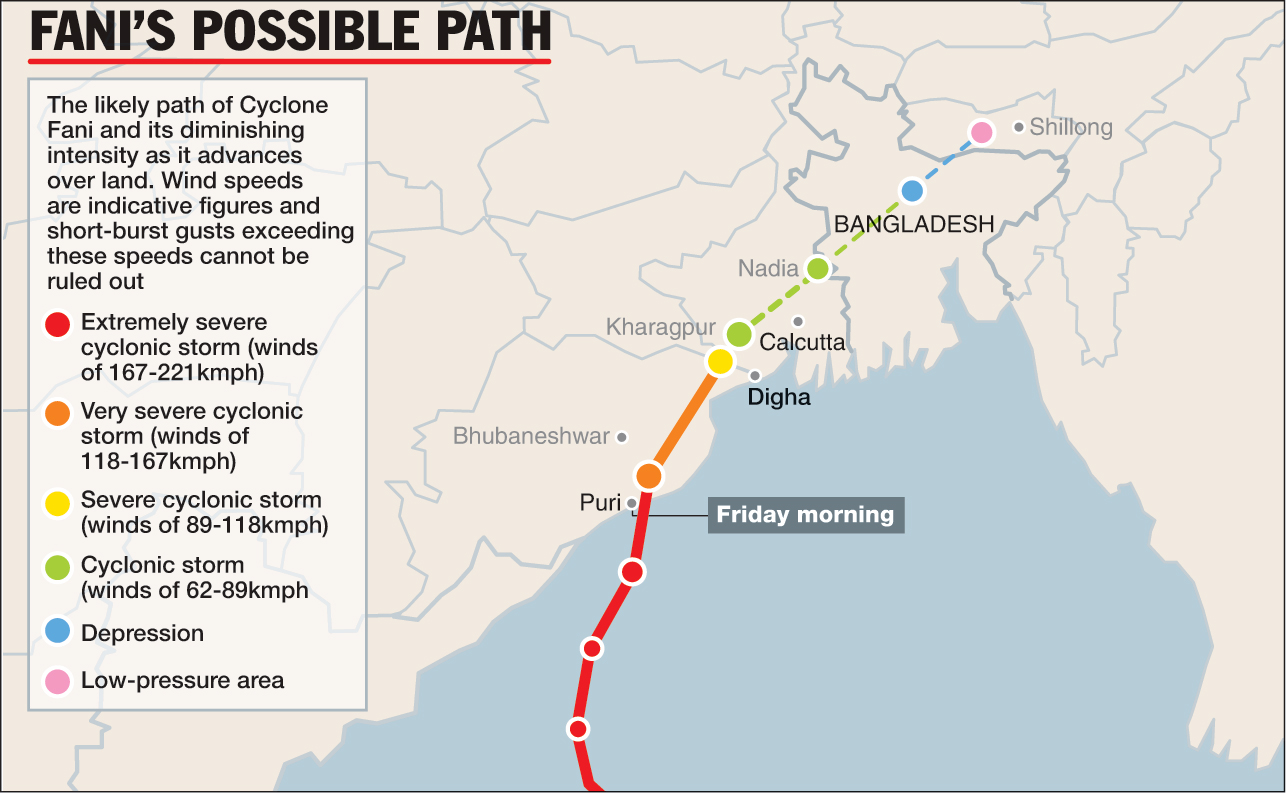 FANI'S POSSIBLE PATH
The likely path of Cyclone
Fani and its diminishing
intensity as it advances
over land. Wind speeds
are indicative figures and
short-burst gusts exceeding
these speeds cannot be
ruled out
Extremely severe
cyclonic storm (winds
of 167-221kmph)
Very severe cyclonic
storm (winds of
118-167kmph)
Severe cyclonic storm
(winds of 89-118kmph)
Cyclonic storm
(winds of 62-89kmph
Depression
Low-pressure area
Shillong
BANGLADESH
Nadia
Kharagpur
Calcutta
Digha
Bhubaneshwar
Puri
Friday morning